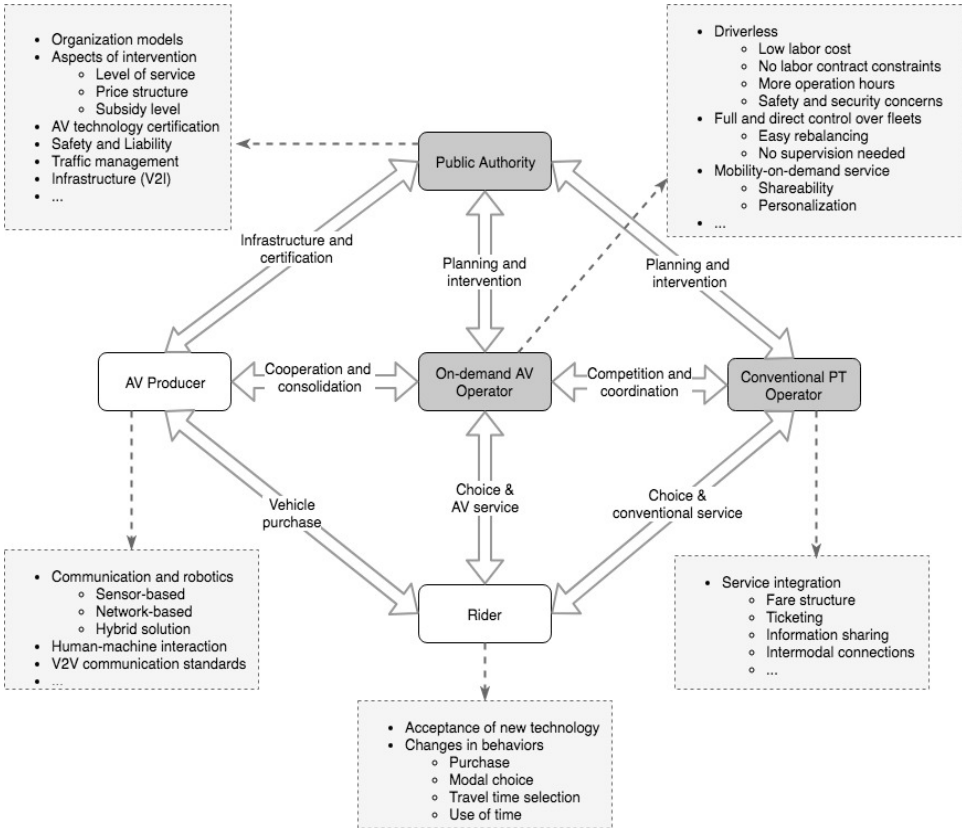 • Organization models
• Aspects of intervention
○ Level of service
○ Price structure
○ Subsidy level
• AV technology certification
• Safety and Liability
• Traffic management
• Infrastructure (V2I)
• ...
• Driverless
○ Low labor cost
○ No labor contract constraints
○ More operation hours
○ Safety and security concerns
• Full and direct control over fleets
○ Easy rebalancing
○ No supervision needed
• Mobility-on-demand service
○ Shareability
○ Personalization
• ...
Public Authority
Infrastructure and
certification
Planning and
intervention
Planning and
intervention
AV Producer
Cooperation and
consolidation
On-demand AV
Operator
Competition and
coordination
Conventional PT
Operator
Vehicle
purchase
Choice &
AV service
Choice &
conventional service
• Communication and robotics
○ Sensor-based
○ Network-based
○ Hybrid solution
• Human-machine interaction
• V2V communication standards
• ...
Rider
• Service integration
○ Fare structure
○ Ticketing
○ Information sharing
○ Intermodal connections
○ ...
• Acceptance of new technology
• Changes in behaviors
○ Purchase
○ Modal choice
○ Travel time selection
○ Use of time